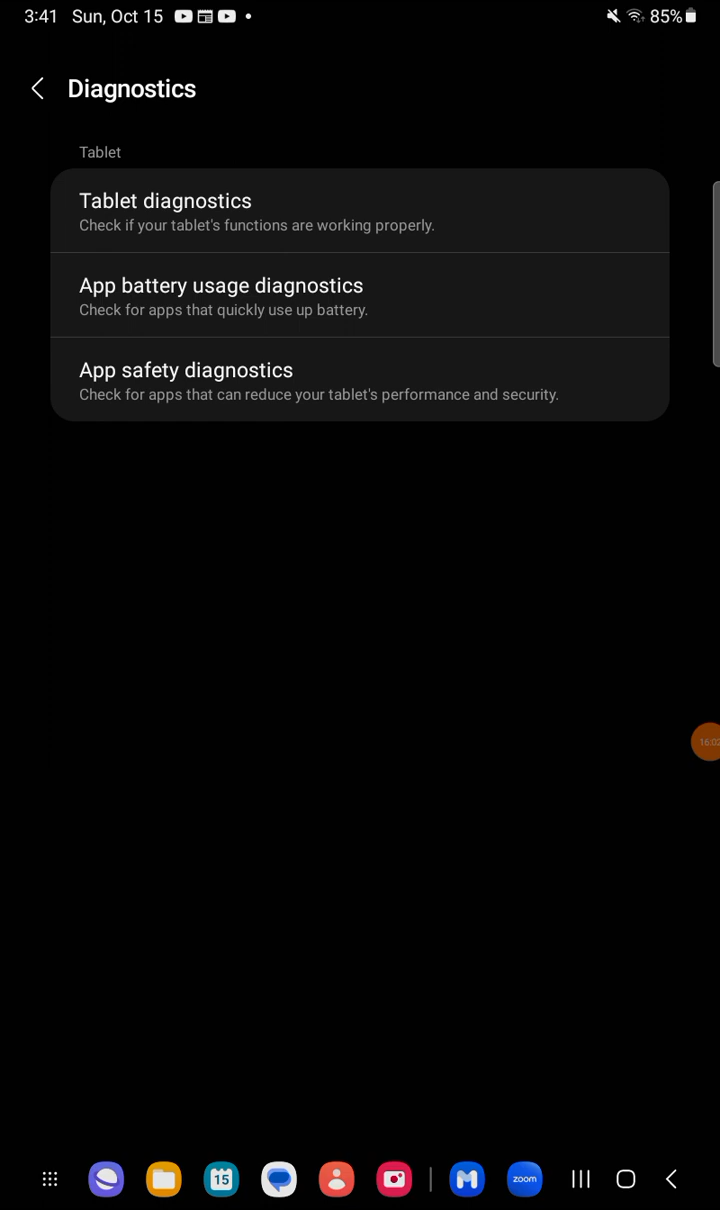 3:41 Sun, Oct 15
85%
Diagnostics
Tablet
Tablet diagnostics
Check if your tablet's functions are working properly.
App battery usage diagnostics
Check for apps that quickly use up battery.
App safety diagnostics
Check for apps that can reduce your tablet's performance and security.
16:02
15
zoom